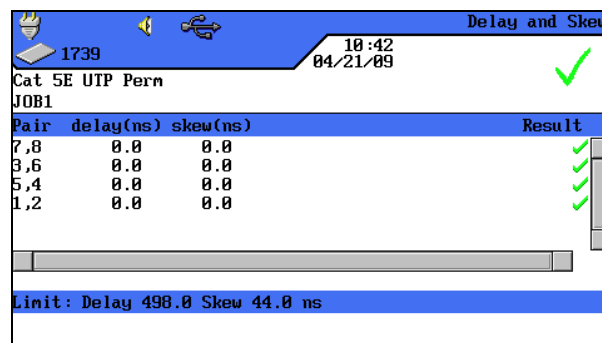 Delay and Skew
1739
10:42
04/21/09
Cat 5E UTP Perm
JOB1
Pair delay(ns) skew(ns) Result
7,8 0.0 0.0
3,6 0.0 0.0
5,4 0.0 0.0
1,2 0.0 0.0
Limit: Delay 498.0 Skew 44.0 ns